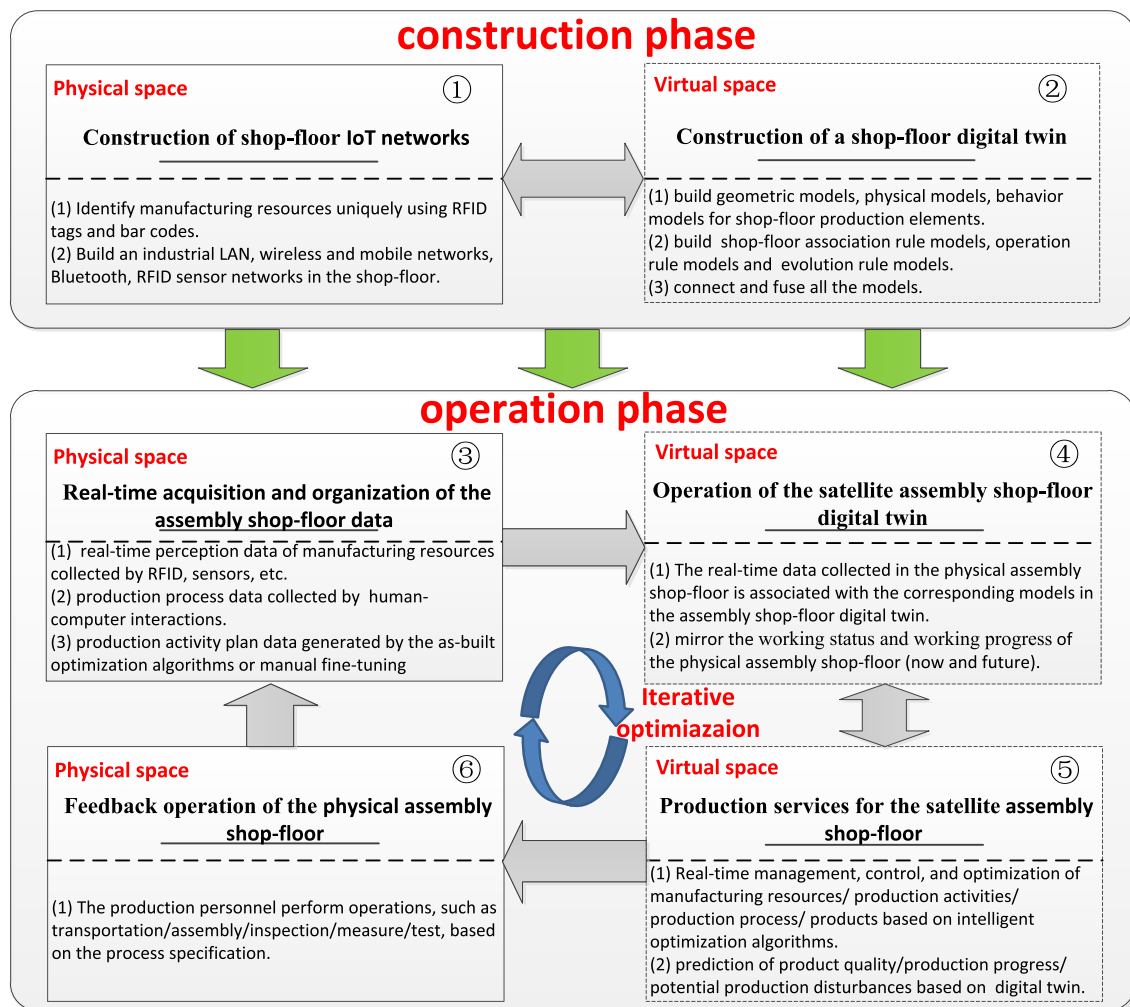 construction phase
Physical space
①
Construction of shop-floor IoT networks
(1) Identify manufacturing resources uniquely using RFID
tags and bar codes.
(2) Build an industrial LAN, wireless and mobile networks,
Bluetooth, RFID sensor networks in the shop-floor.
Virtual space
②
Construction of a shop-floor digital twin
(1) build geometric models, physical models, behavior
models for shop-floor production elements.
(2) build shop-floor association rule models, operation
rule models and evolution rule models.
(3) connect and fuse all the models.
operation phase
Physical space
③
Real-time acquisition and organization of the
assembly shop-floor data
(1) real-time perception data of manufacturing resources
collected by RFID, sensors, etc.
(2) production process data collected by human-
computer interactions.
(3) production activity plan data generated by the as-built
optimization algorithms or manual fine-tuning
Virtual space
④
Operation of the satellite assembly shop-floor
digital twin
(1) The real-time data collected in the physical assembly
shop-floor is associated with the corresponding models in
the assembly shop-floor digital twin.
(2) mirror the working status and working progress of
the physical assembly shop-floor (now and future).
Iterative
optimiazaion
Physical space
⑥
Feedback operation of the physical assembly
shop-floor
(1) The production personnel perform operations, such as
transportation/assembly/inspection/measure/test, based
on the process specification.
Virtual space
⑤
Production services for the satellite assembly
shop-floor
(1) Real-time management, control, and optimization of
manufacturing resources/ production activities/
production process/ products based on intelligent
optimization algorithms.
(2) prediction of product quality/production progress/
potential production disturbances based on digital twin.